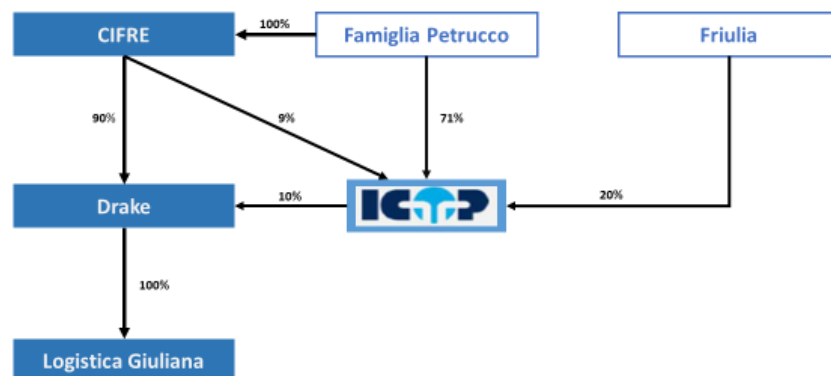 CIFRE
100%
Famiglia Petrucco
Friulia
90%
9%
71%
Drake
10%
ICOP
20%
100%
Logistica Giuliana